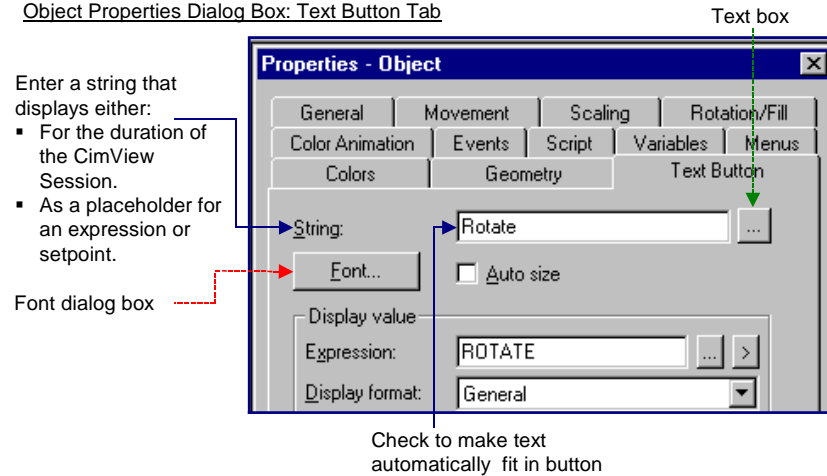 Object Properties Dialog Box: Text Button Tab
Text box
Enter a string that
displays either:
▪ For the duration of
the CimView
Session.
▪ As a placeholder for
an expression or
setpoint.
Font dialog box
Properties - Object
General Movement Scaling Rotation/Fill
Color Animation Events Script Variables Menus
Colors Geometry Text Button
String: Rotate ...
Font... Auto size
Display value
Expression: ROTATE ... >
Display format: General
Check to make text
automatically fit in button